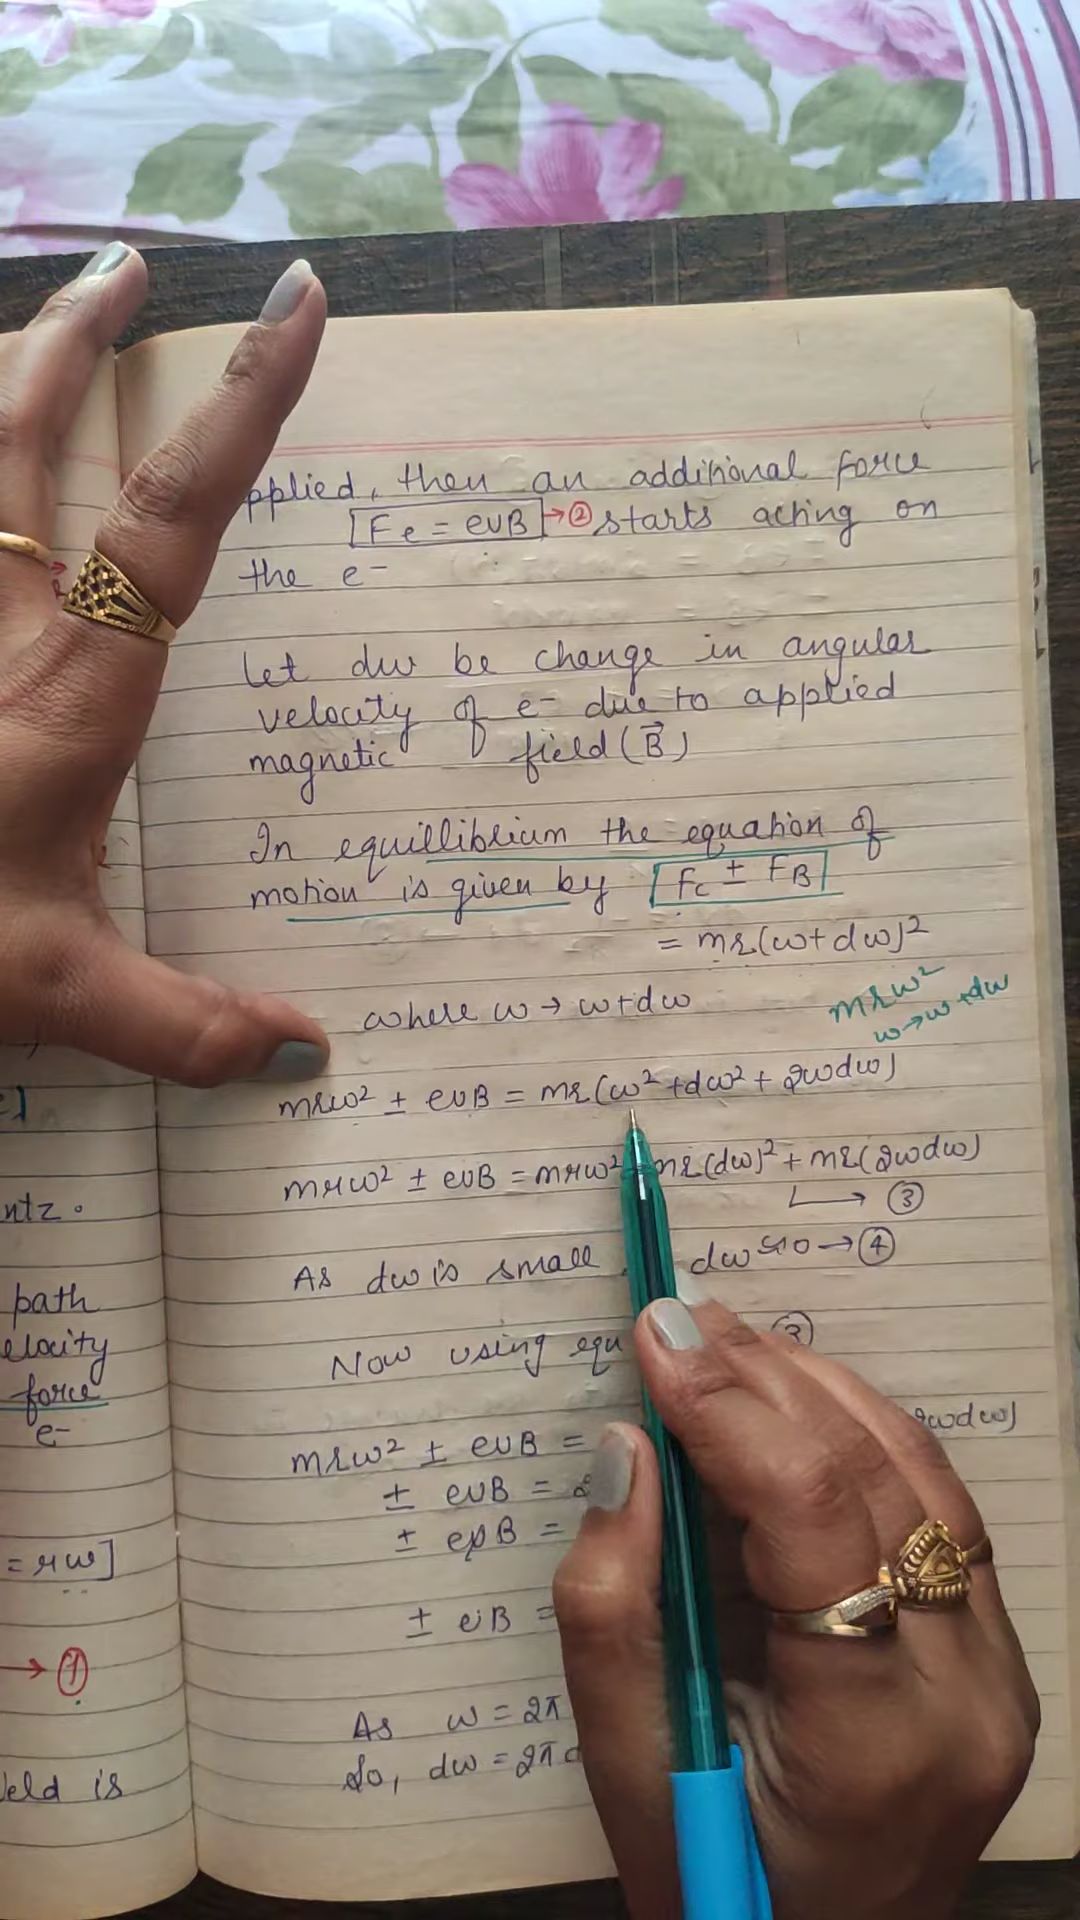 pplied, then an additional force
Fe = evB → ② starts acting on
the e-
Let dw be change in angular
velocity of e- due to applied
magnetic field (B⃗)
In equillibrium the equation of
motion is given by Fc ± FB
= mr(ω+dω)²
where ω → ω+dω
mrω²
ω→ω+dω
mrω² ± evB = mr(ω²+dω²+2ωdω)
mrω² ± evB = mrω² mr(dω)² + mr(2ωdω)
→ ③
As dω is small dω ≈0 → ④
Now using equ ③
mrω² ± evB = 2ωdω)
± evB = 2
± B =
± B =
As ω = 2π
So, dω = 2π d
ntz.
path
elocity
force
e-
= rω]
→ ①
ield is